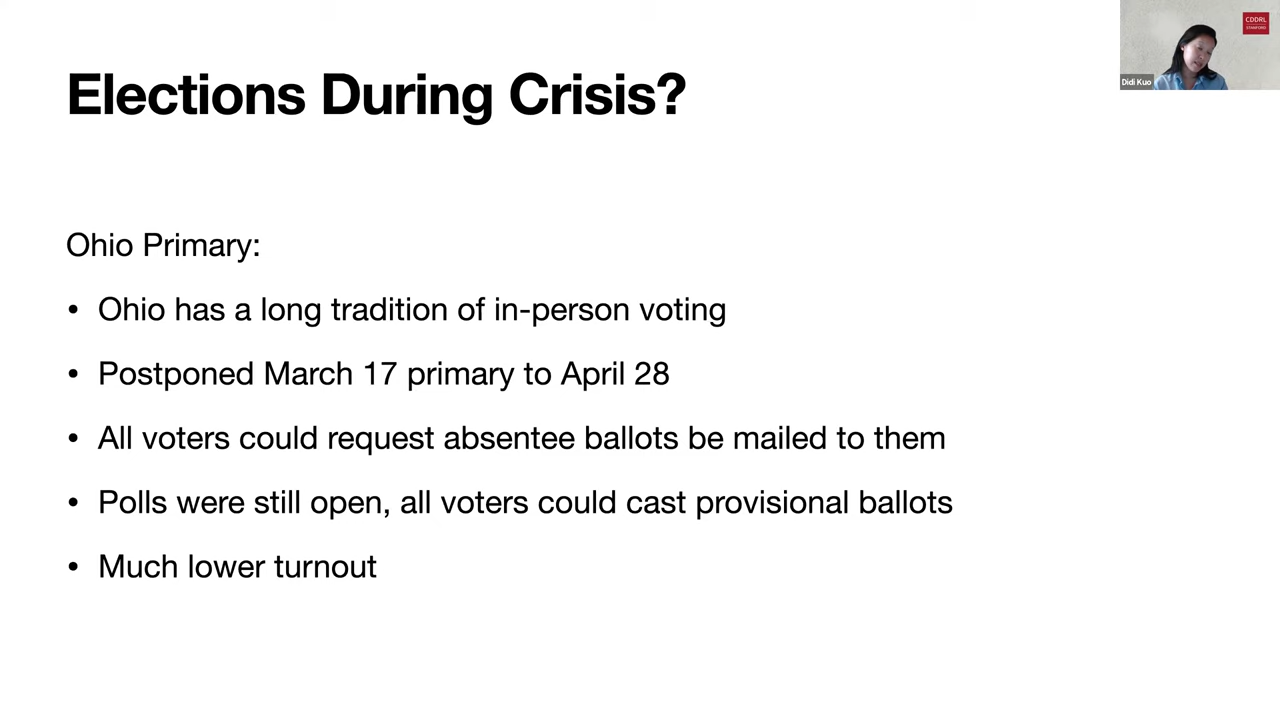 Elections During Crisis?
Ohio Primary:
• Ohio has a long tradition of in-person voting
• Postponed March 17 primary to April 28
• All voters could request absentee ballots be mailed to them
• Polls were still open, all voters could cast provisional ballots
• Much lower turnout
CDDRL
STANFORD
Didi Kuo